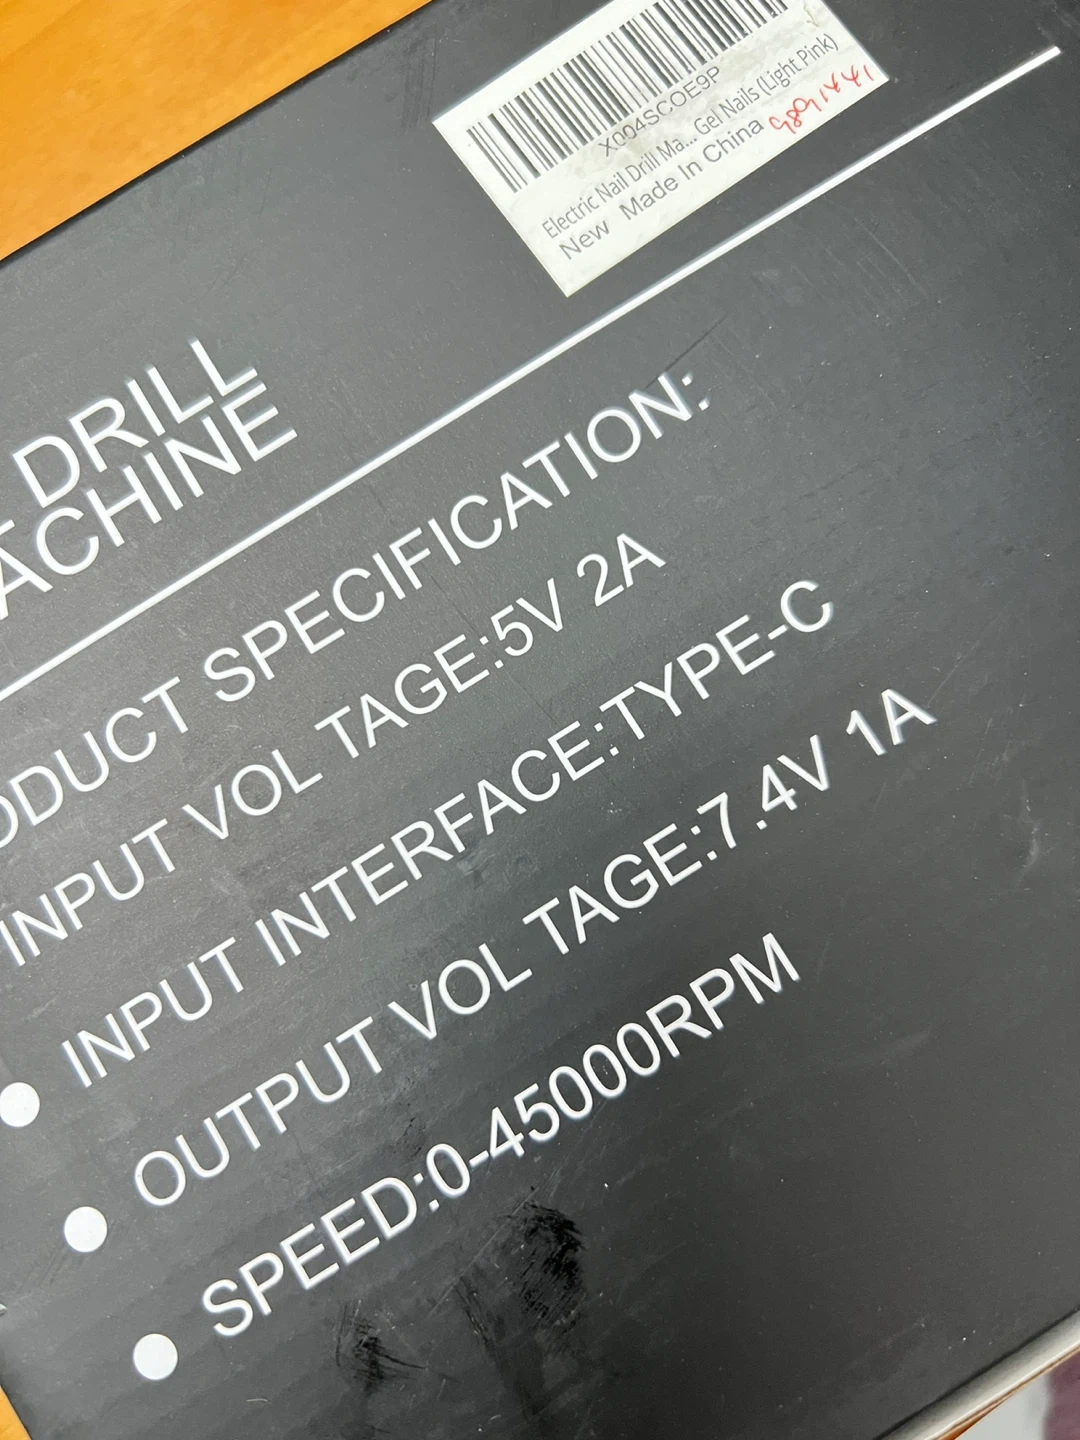 X004SCOE9P
Electric Nail Drill Ma... Gel Nails (Light Pink)
New Made In China
DRILL
ACHINE
ODUCT SPECIFICATION:
INPUT VOL TAGE:5V 2A
INPUT INTERFACE:TYPE-C
OUTPUT VOL TAGE:7.4V 1A
SPEED:0-45000RPM